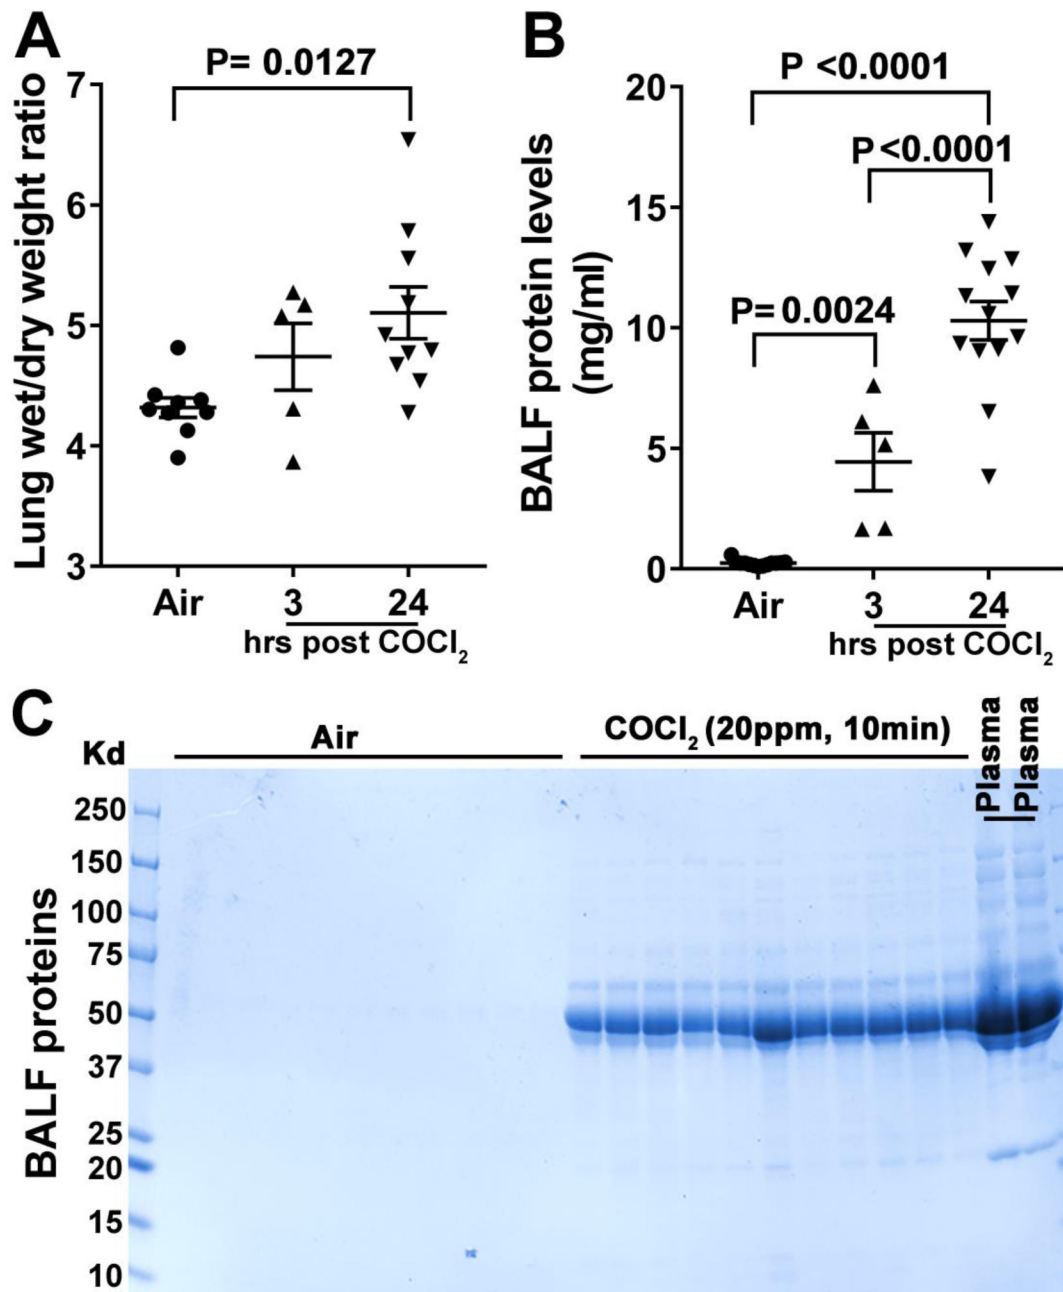 A
P= 0.0127
Lung wet/dry weight ratio
7
6
5
4
3
Air
3
24
hrs post COCl₂
B
P <0.0001
P <0.0001
P= 0.0024
BALF protein levels
(mg/ml)
20
15
10
5
0
Air
3
24
hrs post COCl₂
C
Kd
Air
COCl₂ (20ppm, 10min)
Plasma
Plasma
BALF proteins
250
150
100
75
50
37
25
20
15
10